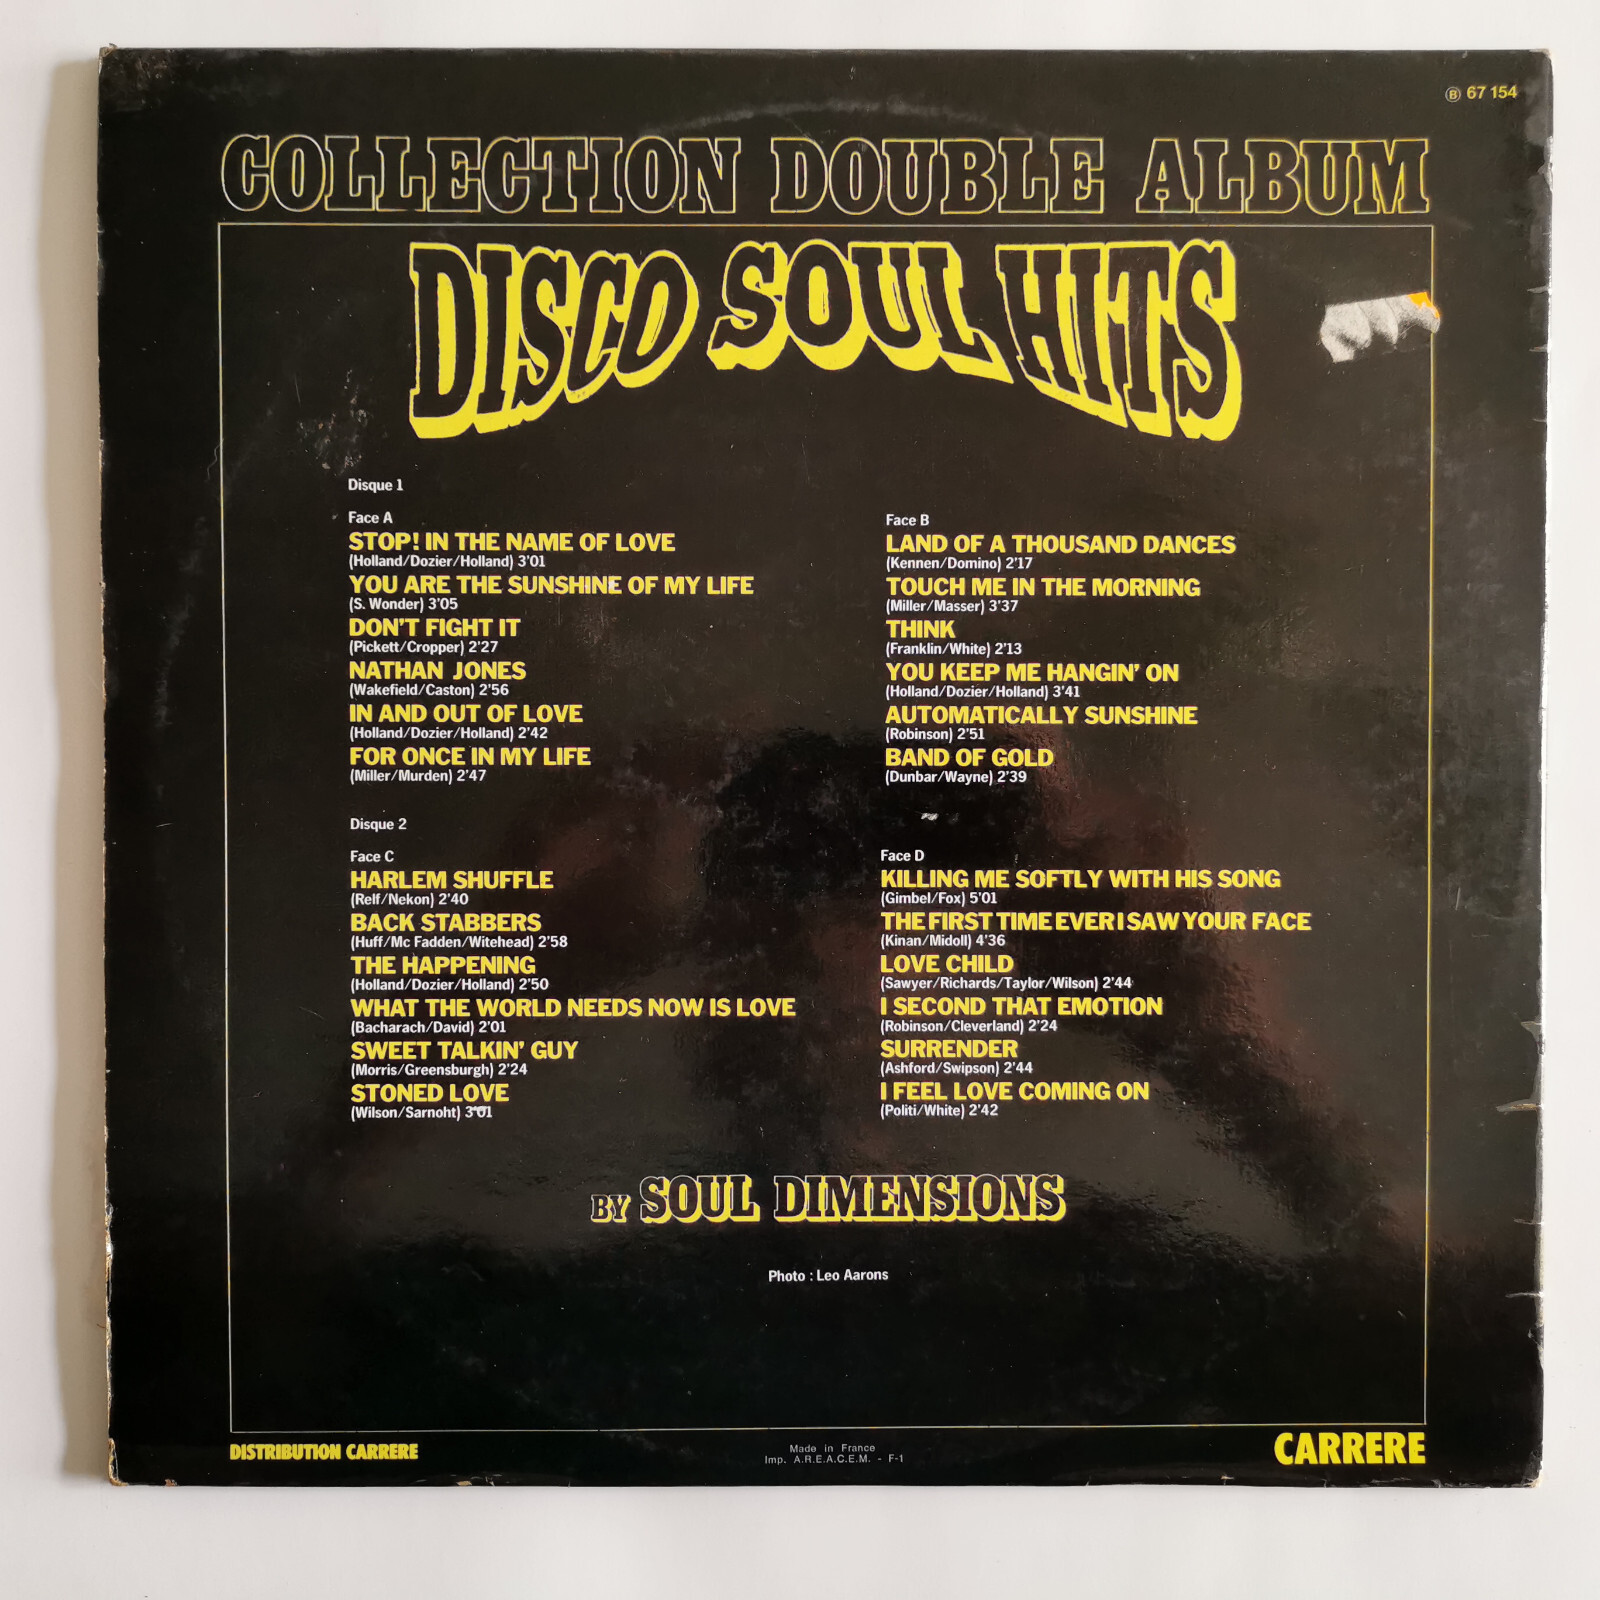 Ⓑ 67 154
COLLECTION DOUBLE ALBUM
DISCO SOUL HITS
Disque 1
Face A
STOP! IN THE NAME OF LOVE
(Holland/Dozier/Holland) 3'01
YOU ARE THE SUNSHINE OF MY LIFE
(S. Wonder) 3'05
DON'T FIGHT IT
(Pickett/Cropper) 2'27
NATHAN JONES
(Wakefield/Caston) 2'56
IN AND OUT OF LOVE
(Holland/Dozier/Holland) 2'42
FOR ONCE IN MY LIFE
(Miller/Murden) 2'47
Face B
LAND OF A THOUSAND DANCES
(Kennen/Domino) 2'17
TOUCH ME IN THE MORNING
(Miller/Masser) 3'37
THINK
(Franklin/White) 2'13
YOU KEEP ME HANGIN' ON
(Holland/Dozier/Holland) 3'41
AUTOMATICALLY SUNSHINE
(Robinson) 2'51
BAND OF GOLD
(Dunbar/Wayne) 2'39
Disque 2
Face C
HARLEM SHUFFLE
(Relf/Nekon) 2'40
BACK STABBERS
(Huff/Mc Fadden/Witehead) 2'58
THE HAPPENING
(Holland/Dozier/Holland) 2'50
WHAT THE WORLD NEEDS NOW IS LOVE
(Bacharach/David) 2'01
SWEET TALKIN' GUY
(Morris/Greensburgh) 2'24
STONED LOVE
(Wilson/Sarnoht) 3'01
Face D
KILLING ME SOFTLY WITH HIS SONG
(Gimbel/Fox) 5'01
THE FIRST TIME EVER I SAW YOUR FACE
(Kinan/Midoll) 4'36
LOVE CHILD
(Sawyer/Richards/Taylor/Wilson) 2'44
I SECOND THAT EMOTION
(Robinson/Cleverland) 2'24
SURRENDER
(Ashford/Swipson) 2'44
I FEEL LOVE COMING ON
(Politi/White) 2'42
BY SOUL DIMENSIONS
Photo : Leo Aarons
DISTRIBUTION CARRERE
Made in France
Imp. A.R.E.A.C.E.M. - F-1
CARRERE